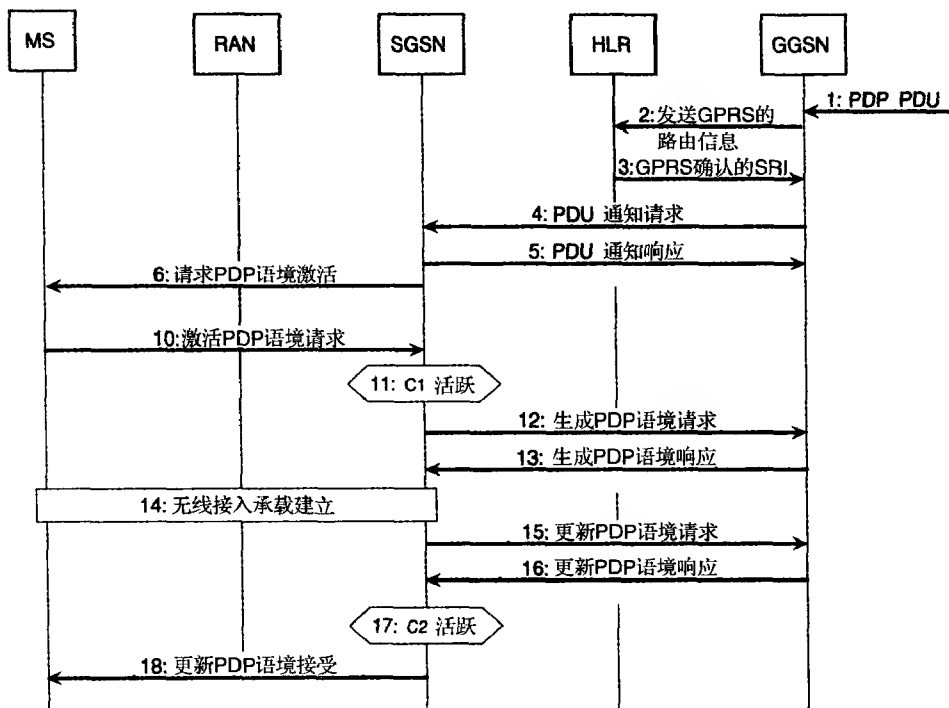 MS
RAN
SGSN
HLR
GGSN
1: PDP PDU
2:发送GPRS的
路由信息
3:GPRS确认的SRI
4: PDU 通知请求
5: PDU 通知响应
6: 请求PDP语境激活
10:激活PDP语境请求
11: C1 活跃
12: 生成PDP语境请求
13: 生成PDP语境响应
14: 无线接入承载建立
15: 更新PDP语境请求
16: 更新PDP语境响应
17: C2 活跃
18: 更新PDP语境接受